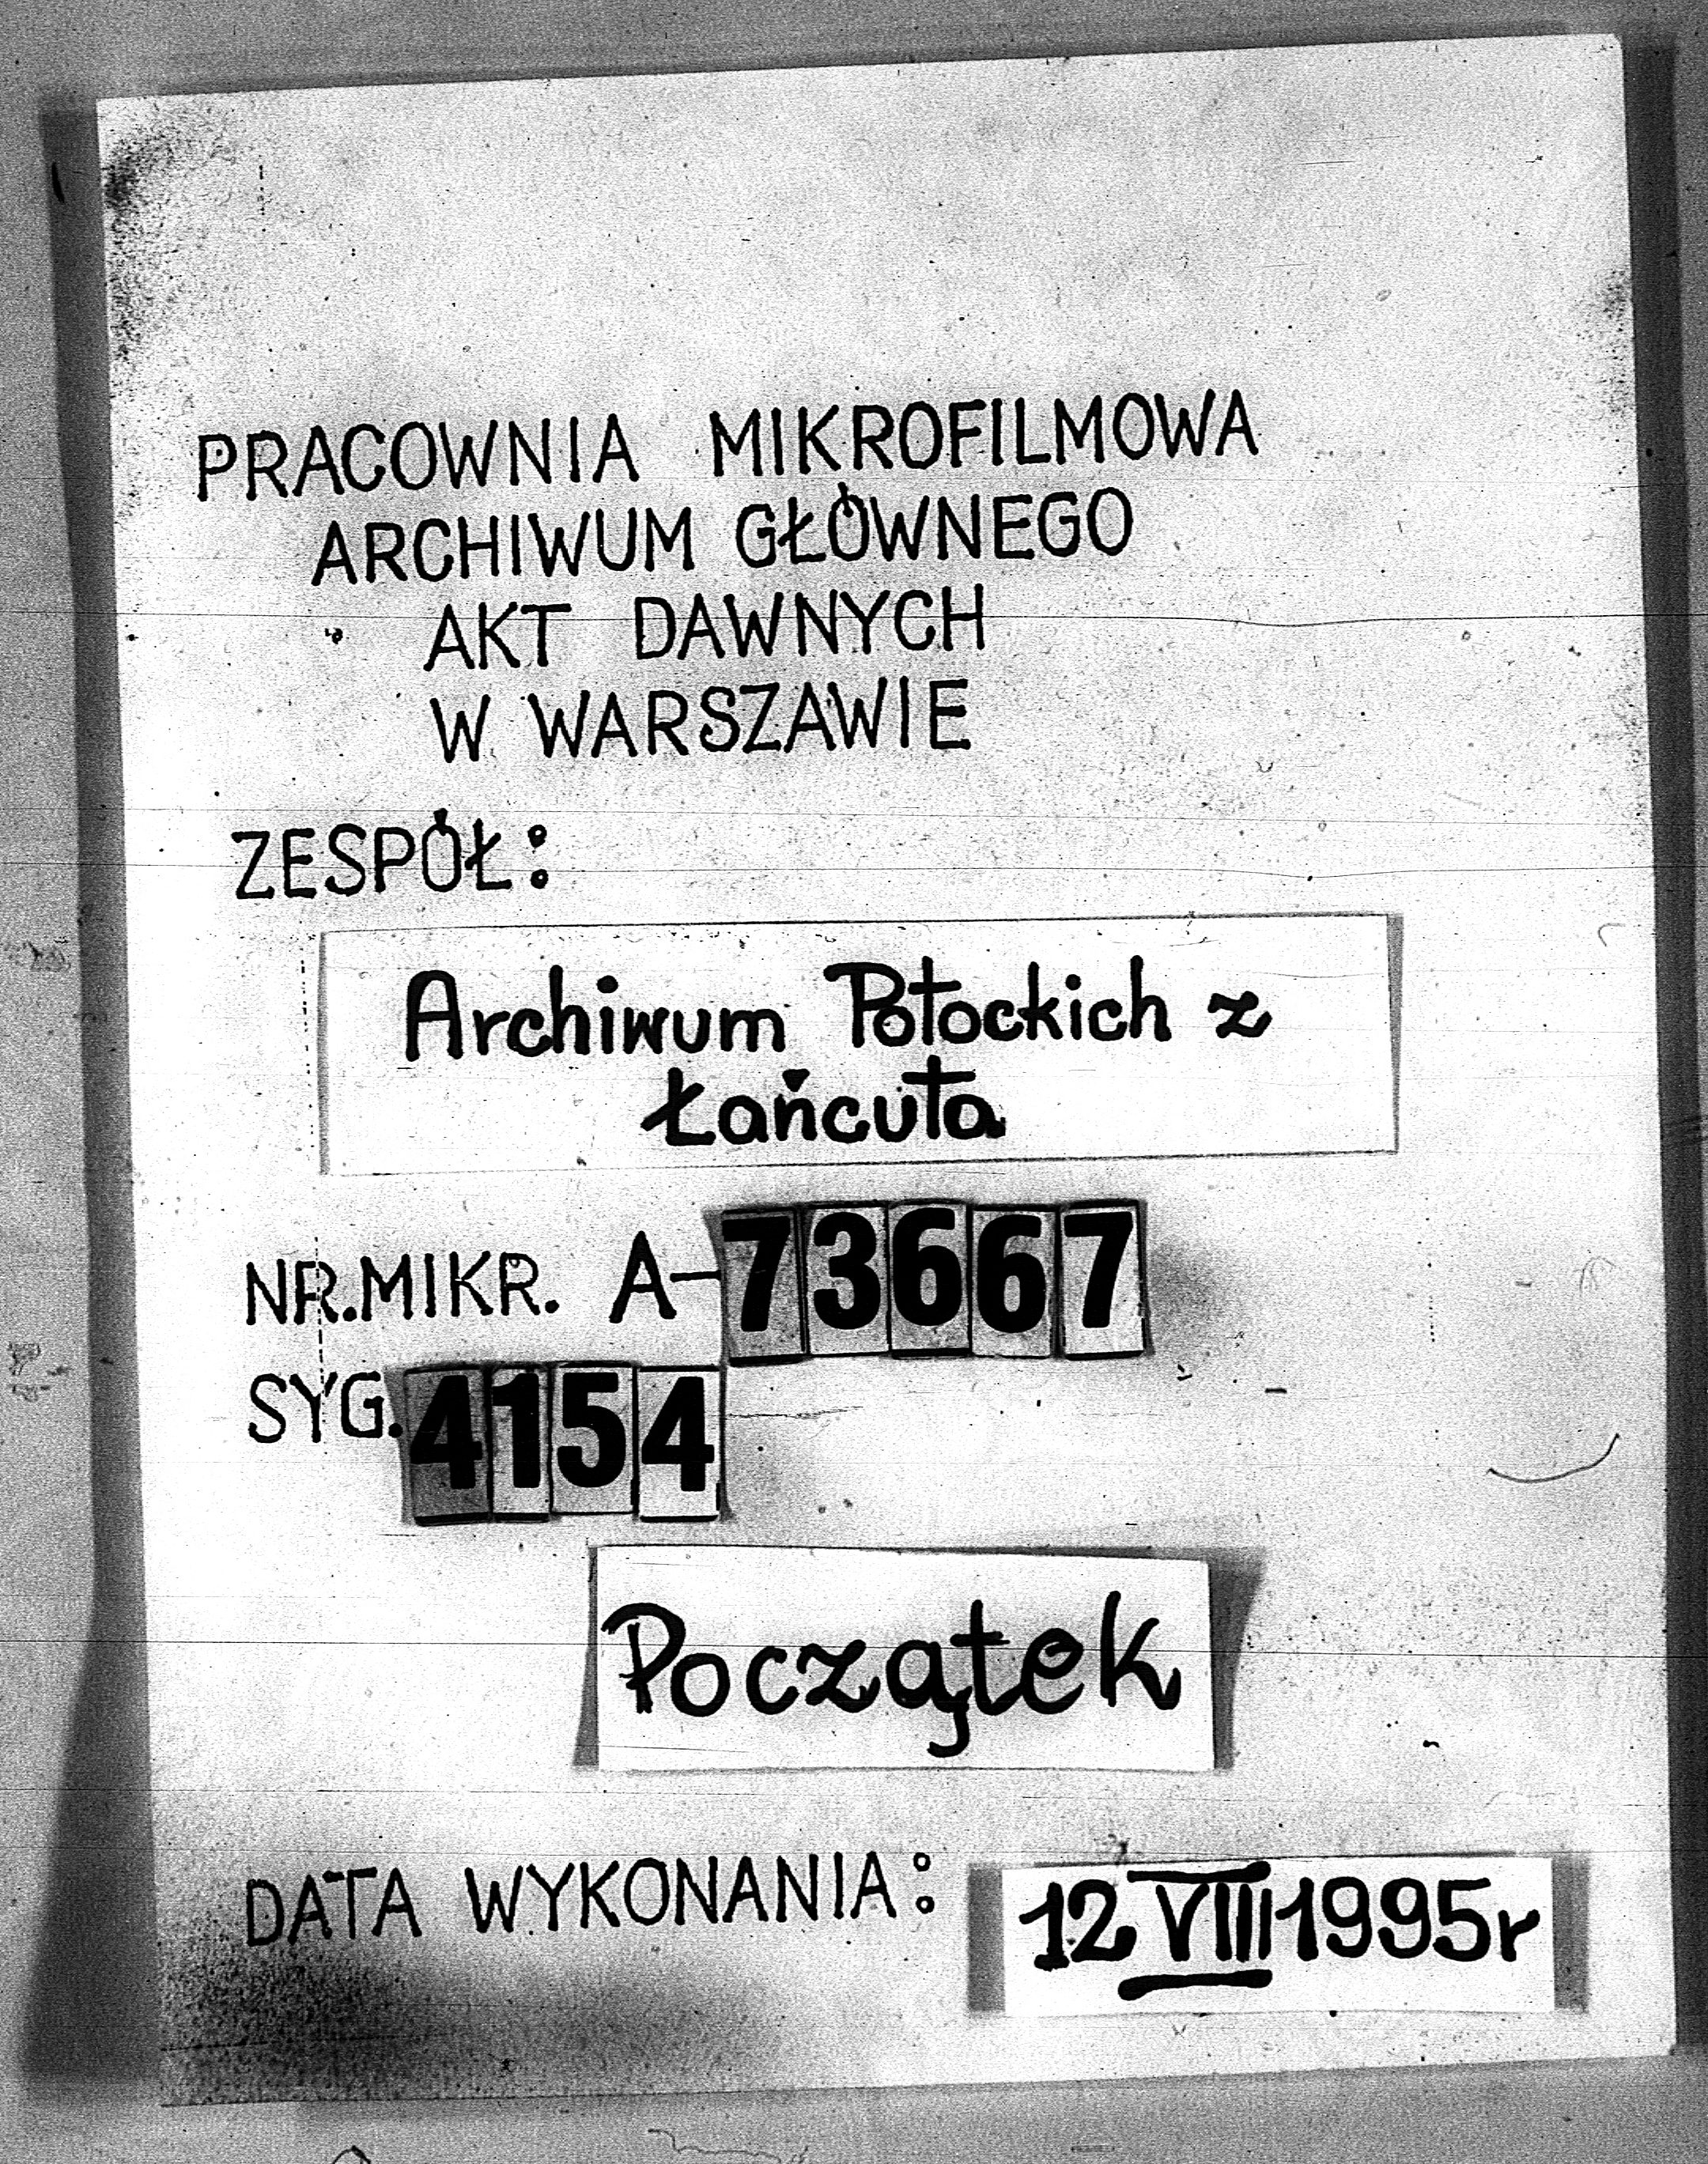 PRACOWNIA MIKROFILMOWA
ARCHIWUM GŁÓWNEGO
AKT DAWNYCH
W WARSZAWIE
ZESPÓŁ:
Archiwum Potockich z
Łańcuta
NR.MIKR. A-73667
SYG. 4154
Początek
DATA WYKONANIA: 12 VIII 1995r